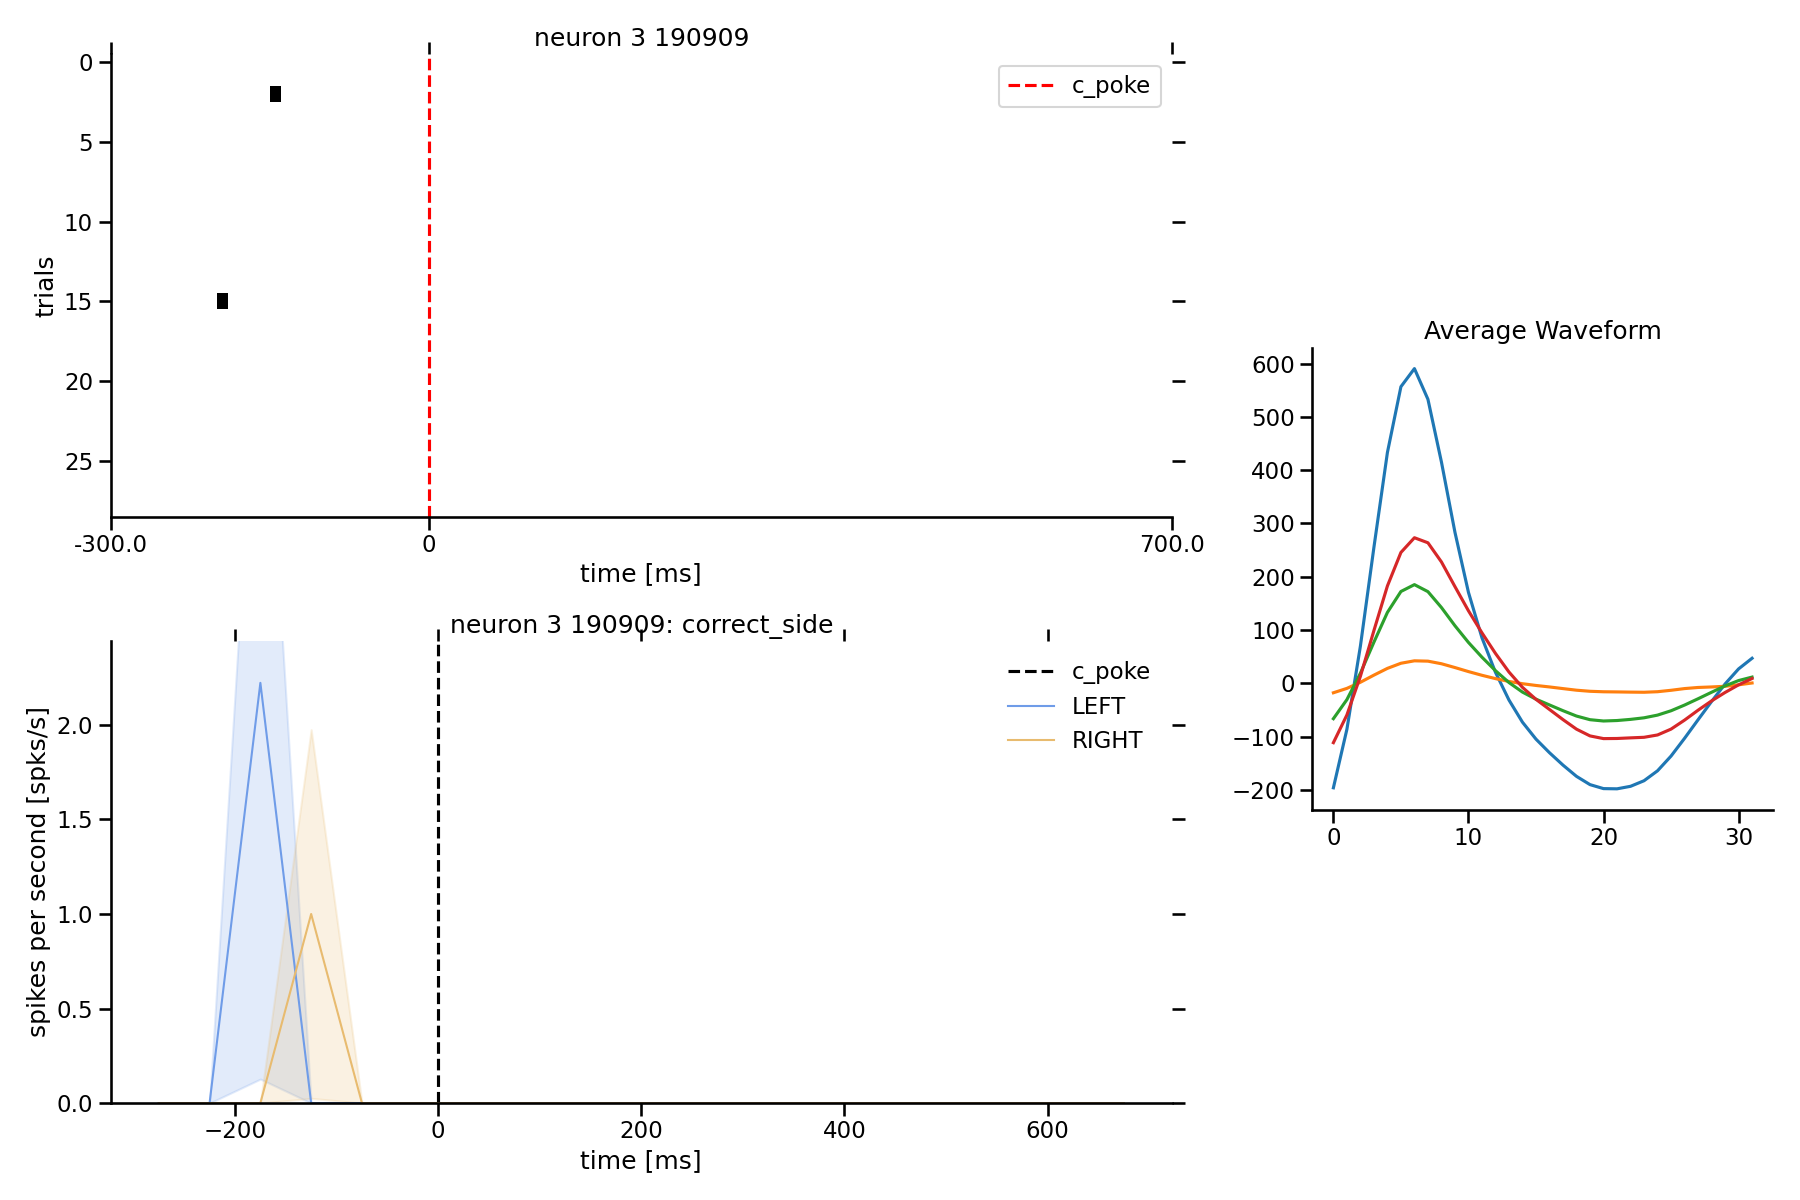 neuron 3 190909
0
5
10
15
20
25
trials
c_poke
-300.0 0 700.0
time [ms]
neuron 3 190909: correct_side
2.0
1.5
1.0
0.5
0.0
spikes per second [spks/s]
c_poke
LEFT
RIGHT
−200 0 200 400 600
time [ms]
Average Waveform
600
500
400
300
200
100
0
−100
−200
0 10 20 30